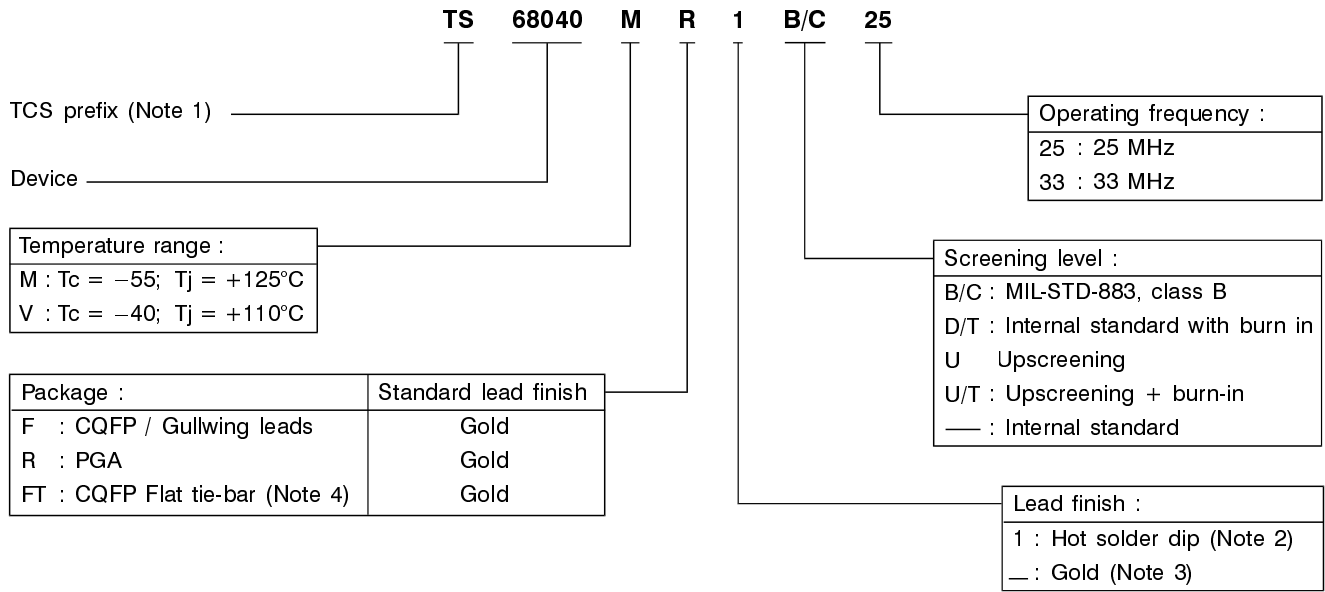 TS 68040 M R 1 B/C 25
TCS prefix (Note 1)
Device
Temperature range :
M : Tc = −55; Tj = +125°C
V : Tc = −40; Tj = +110°C
Package : Standard lead finish
F : CQFP / Gullwing leads Gold
R : PGA Gold
FT : CQFP Flat tie-bar (Note 4) Gold
Operating frequency :
25 : 25 MHz
33 : 33 MHz
Screening level :
B/C : MIL-STD-883, class B
D/T : Internal standard with burn in
U Upscreening
U/T : Upscreening + burn-in
— : Internal standard
Lead finish :
1 : Hot solder dip (Note 2)
— : Gold (Note 3)